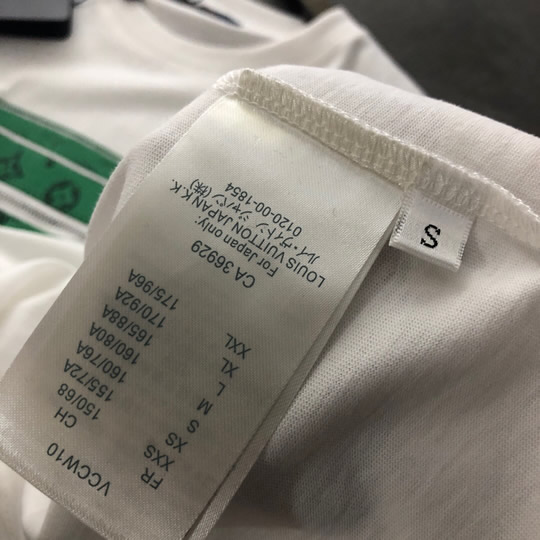 VCCW10
FR CH
XXS 150/68
XS 155/72A
S 160/76A
M 160/80A
L 165/88A
XL 170/92A
XXL 175/96A
CA 36929
For Japan only:
LOUIS VUITTON JAPAN K.K.
ルイ・ヴィトン ジャパン(株)
0120-00-1854
S